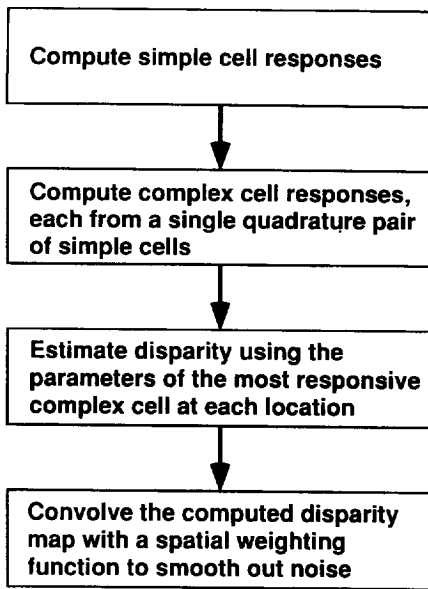 Compute simple cell responses
Compute complex cell responses,
each from a single quadrature pair
of simple cells
Estimate disparity using the
parameters of the most responsive
complex cell at each location
Convolve the computed disparity
map with a spatial weighting
function to smooth out noise